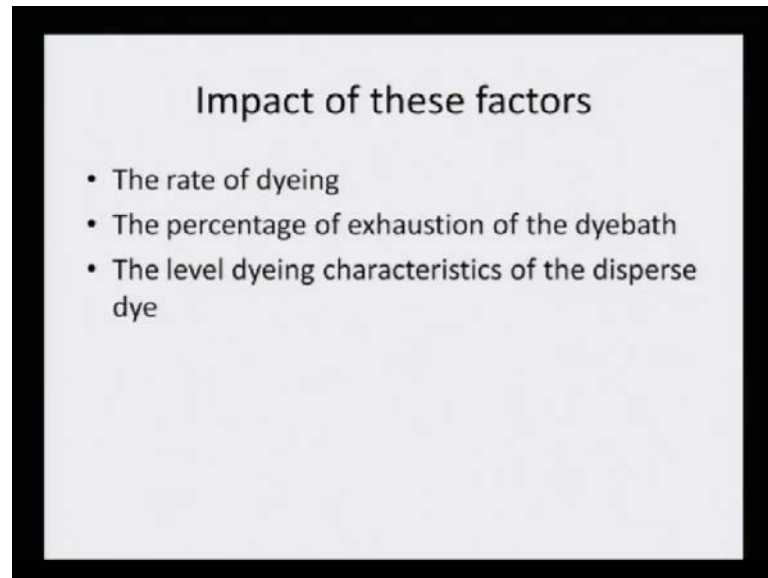 Impact of these factors
• The rate of dyeing
• The percentage of exhaustion of the dyebath
• The level dyeing characteristics of the disperse
dye